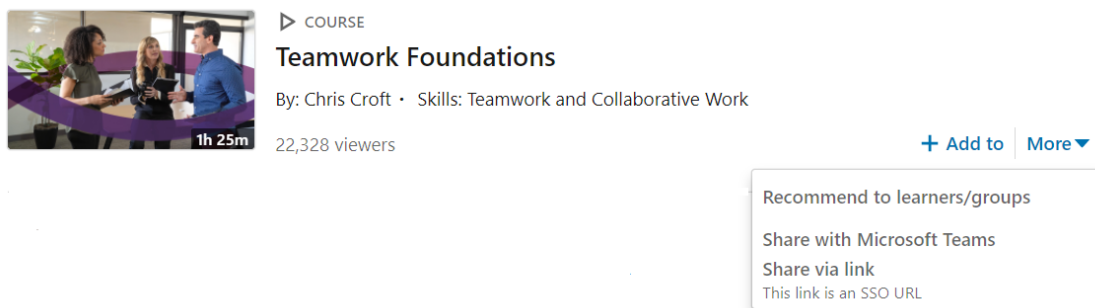 COURSE
Teamwork Foundations
By: Chris Croft · Skills: Teamwork and Collaborative Work
1h 25m
22,328 viewers
+ Add to
More
Recommend to learners/groups
Share with Microsoft Teams
Share via link
This link is an SSO URL